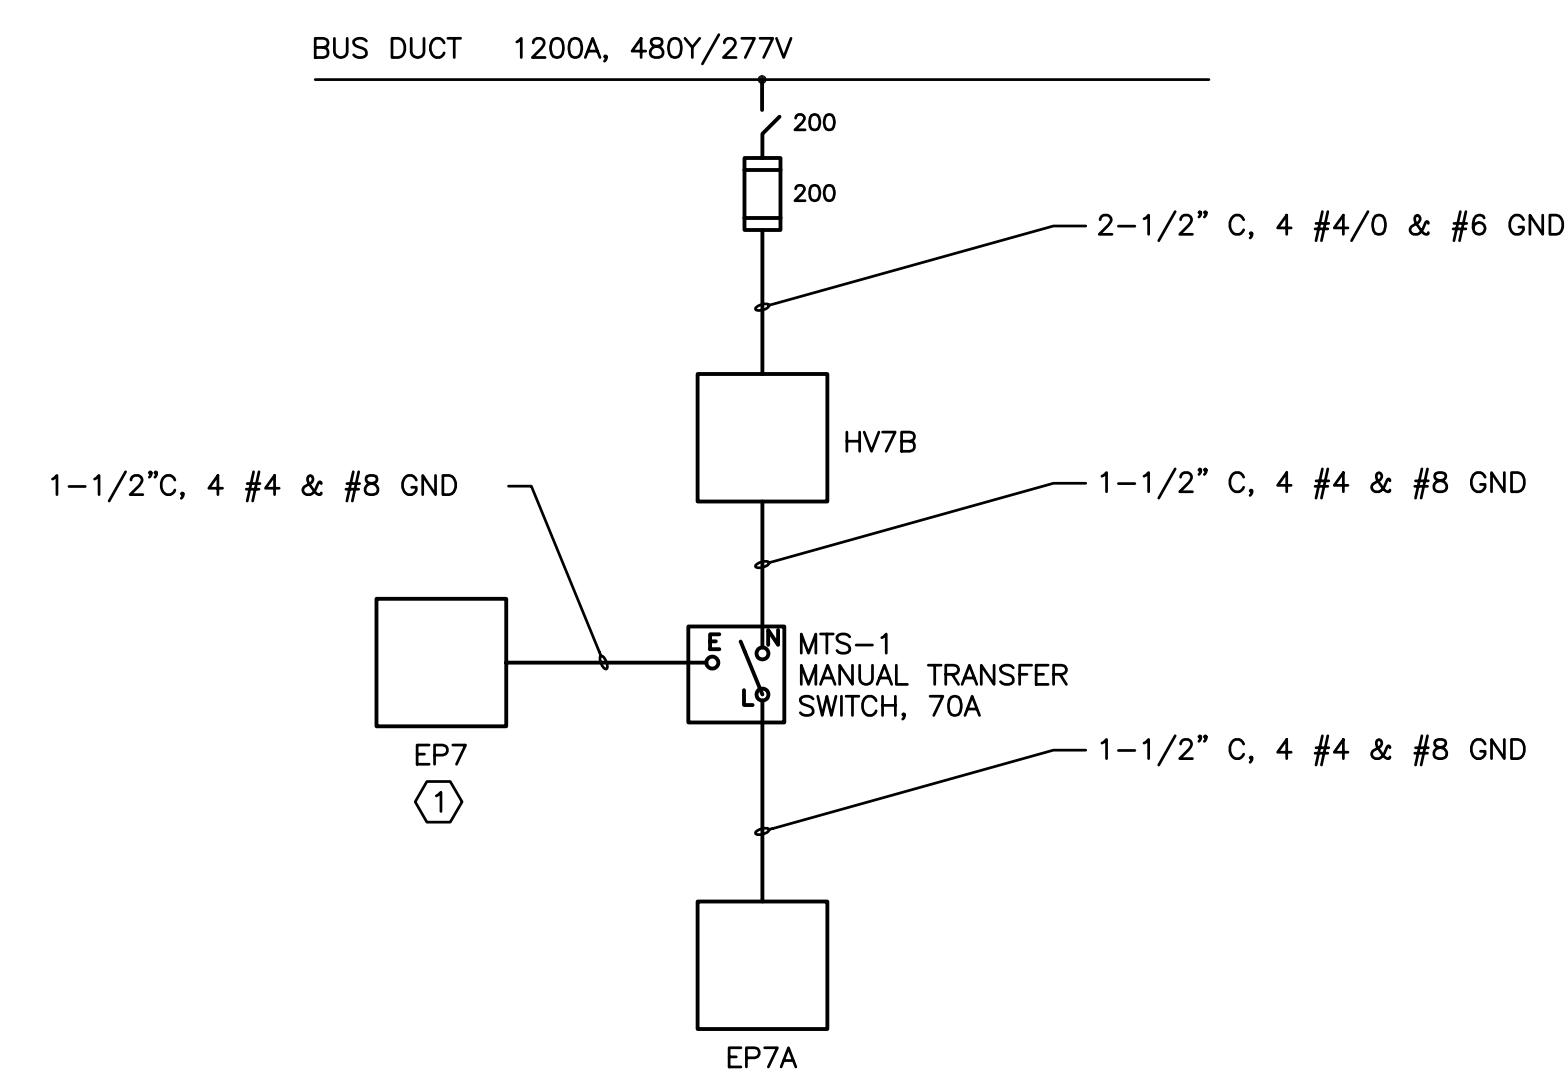 BUS DUCT 1200A, 480Y/277V
200
200
2-1/2" C, 4 #4/0 & #6 GND
HV7B
1-1/2"C, 4 #4 & #8 GND
1-1/2" C, 4 #4 & #8 GND
E
N
L
MTS-1
MANUAL TRANSFER
SWITCH, 70A
EP7
1
1-1/2" C, 4 #4 & #8 GND
EP7A